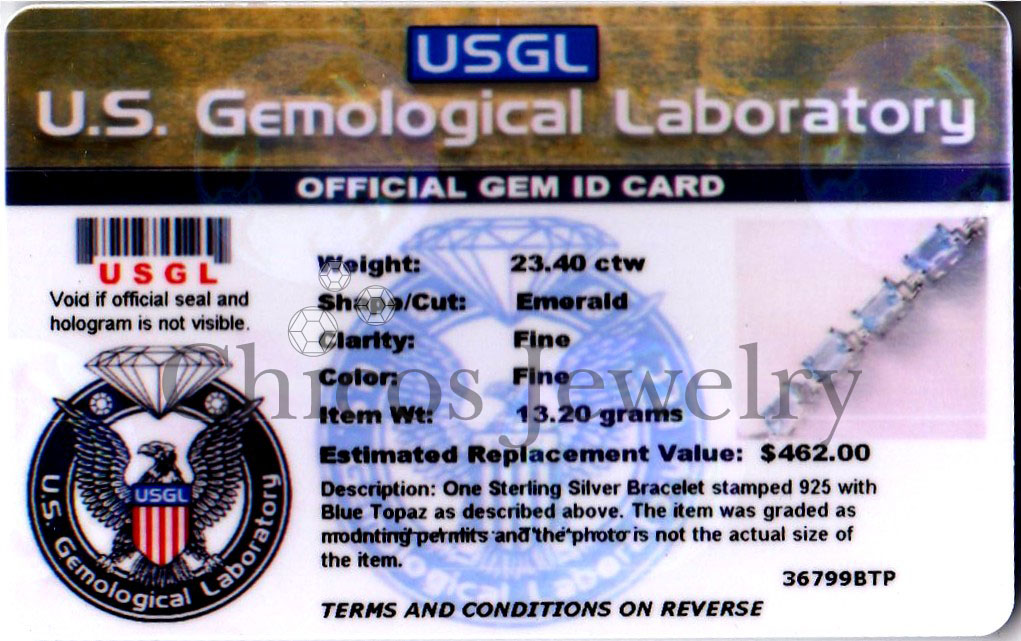 USGL
U.S. Gemological Laboratory
OFFICIAL GEM ID CARD
USGL
Void if official seal and
hologram is not visible.
USGL
U.S. Gemological Laboratory
Weight: 23.40 ctw
Shape/Cut: Emerald
Clarity: Fine
Color: Fine
Item Wt: 13.20 grams
Estimated Replacement Value: $462.00
Description: One Sterling Silver Bracelet stamped 925 with
Blue Topaz as described above. The item was graded as
mounting permits and the photo is not the actual size of
the item.
36799BTP
TERMS AND CONDITIONS ON REVERSE
Chicos Jewelry